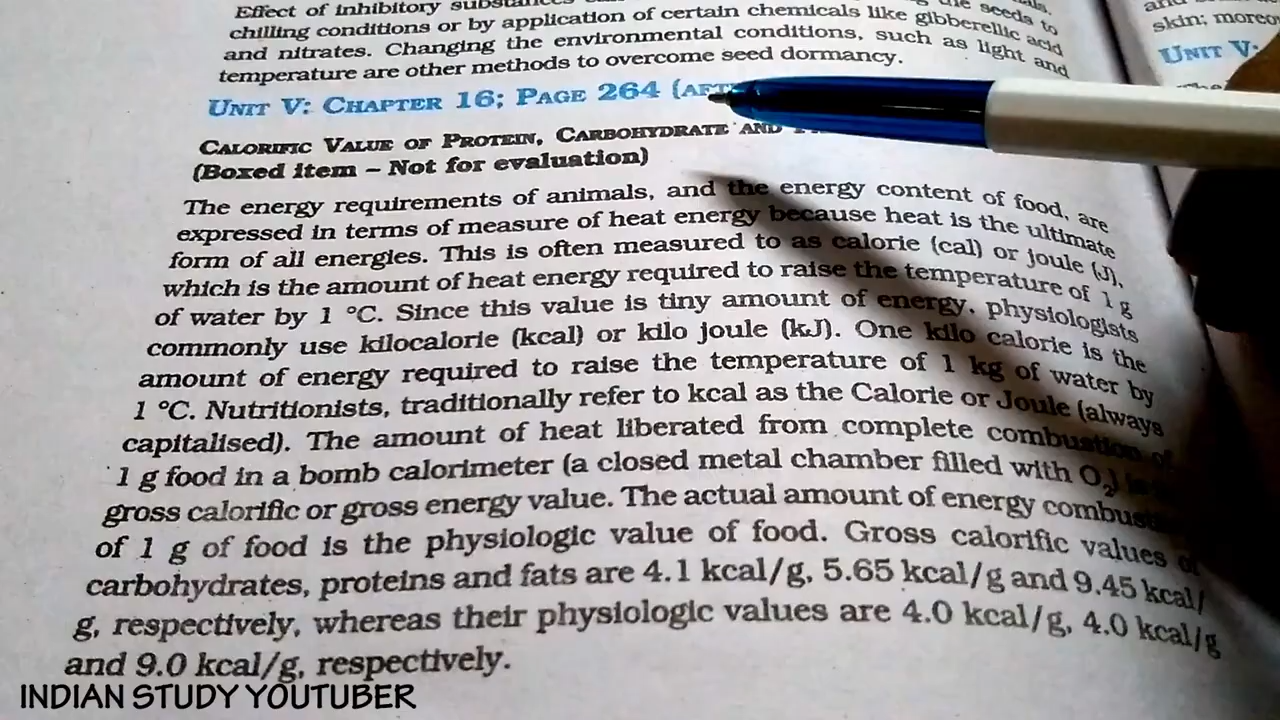 Effect of inhibitory
the seeds to
chilling conditions or by application of certain chemicals like gibberellic acid
and nitrates. Changing the environmental conditions, such as light and
temperature are other methods to overcome seed dormancy.
UNIT V: CHAPTER 16; PAGE 264
CALORIFIC VALUE OF PROTEIN, CARBOHYDRATE AND
(Boxed item – Not for evaluation)
The energy requirements of animals, and the energy content of food, are
expressed in terms of measure of heat energy because heat is the ultimate
form of all energies. This is often measured to as calorie (cal) or joule (J),
which is the amount of heat energy required to raise the temperature of 1 g
of water by 1 °C. Since this value is tiny amount of energy, physiologists
commonly use kilocalorie (kcal) or kilo joule (kJ). One kilo calorie is the
amount of energy required to raise the temperature of 1 kg of water by
1 °C. Nutritionists, traditionally refer to kcal as the Calorie or Joule (always
capitalised). The amount of heat liberated from complete combustion of
1 g food in a bomb calorimeter (a closed metal chamber filled with O₂)
gross calorific or gross energy value. The actual amount of energy
of 1 g of food is the physiologic value of food. Gross calorific values of
carbohydrates, proteins and fats are 4.1 kcal/g, 5.65 kcal/g and 9.45 kcal/
g, respectively, whereas their physiologic values are 4.0 kcal/g, 4.0 kcal/g
and 9.0 kcal/g, respectively.
skin;
UNIT V:
INDIAN STUDY YOUTUBER